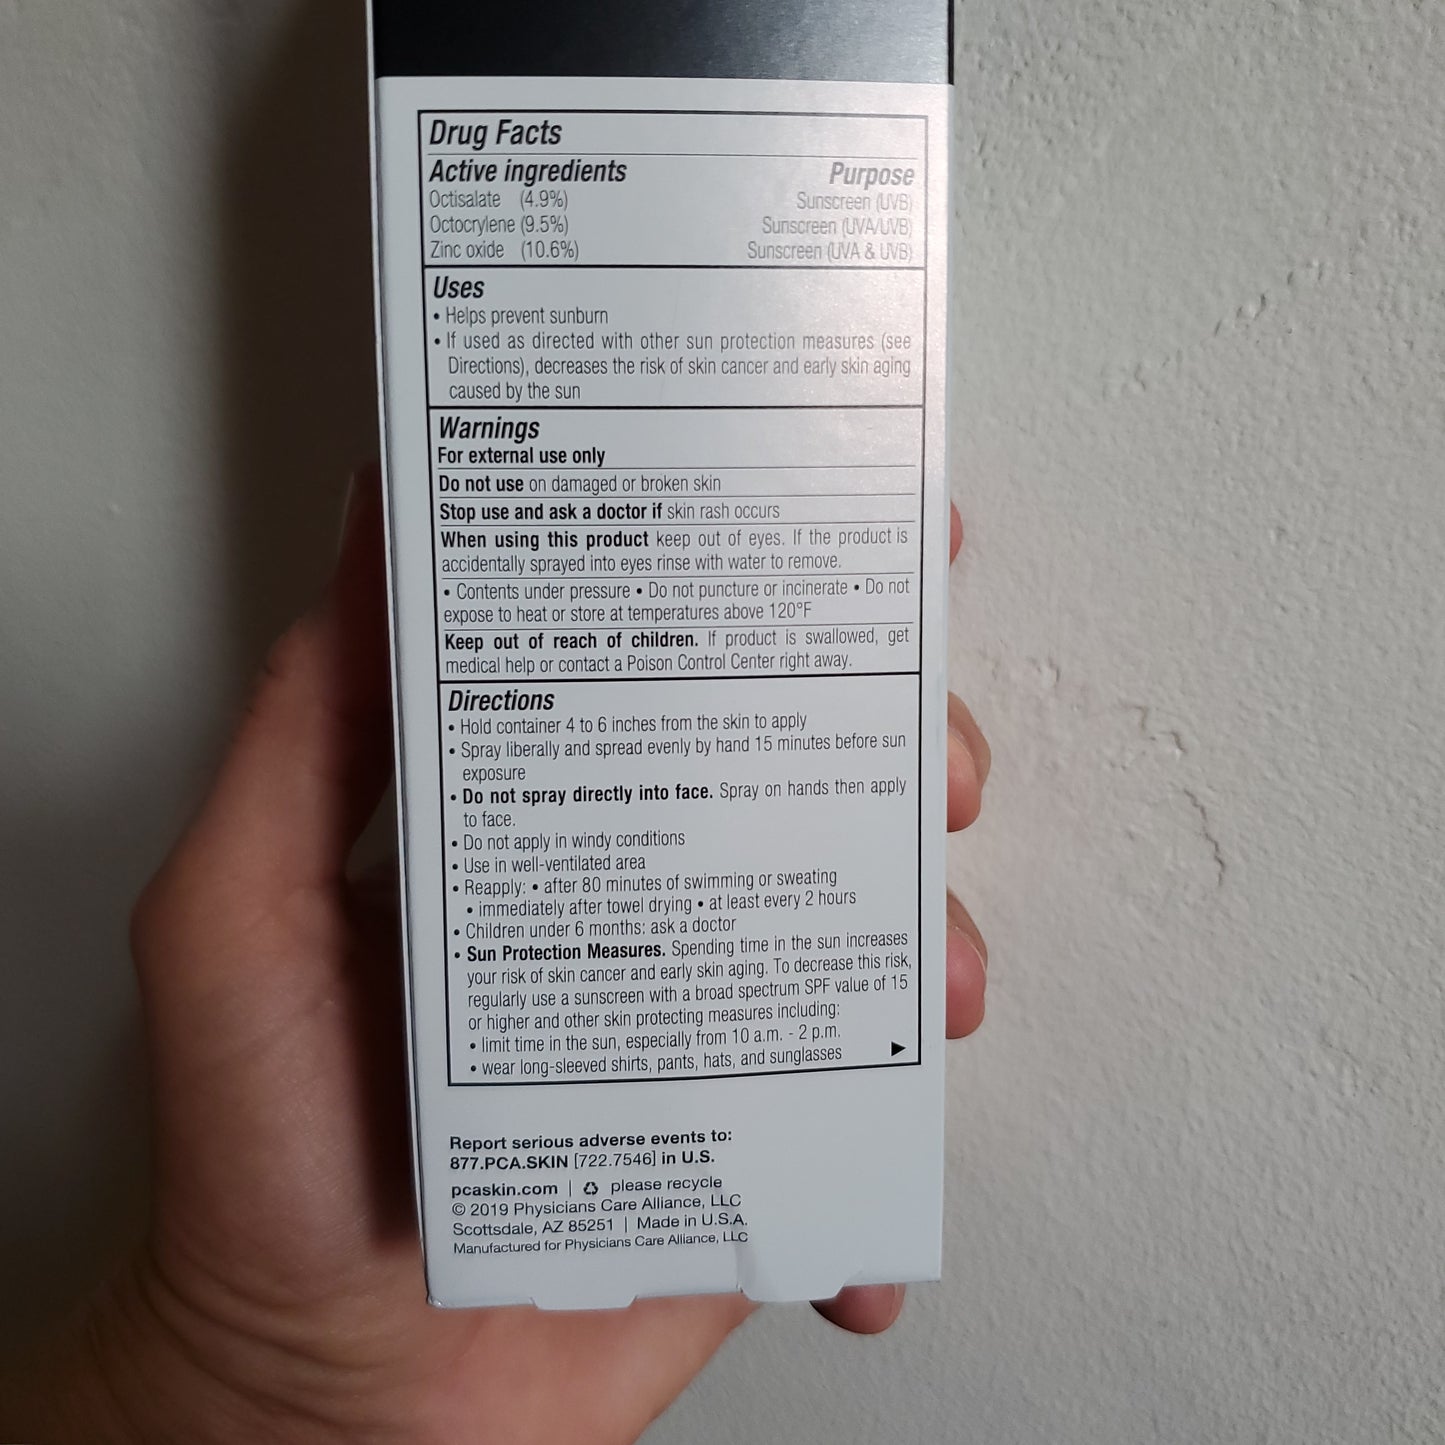 Drug Facts
Active ingredients Purpose
Octisalate (4.9%) Sunscreen (UVB)
Octocrylene (9.5%) Sunscreen (UVA/UVB)
Zinc oxide (10.6%) Sunscreen (UVA & UVB)
Uses
• Helps prevent sunburn
• If used as directed with other sun protection measures (see
Directions), decreases the risk of skin cancer and early skin aging
caused by the sun
Warnings
For external use only
Do not use on damaged or broken skin
Stop use and ask a doctor if skin rash occurs
When using this product keep out of eyes. If the product is
accidentally sprayed into eyes rinse with water to remove.
• Contents under pressure • Do not puncture or incinerate • Do not
expose to heat or store at temperatures above 120°F
Keep out of reach of children. If product is swallowed, get
medical help or contact a Poison Control Center right away.
Directions
• Hold container 4 to 6 inches from the skin to apply
• Spray liberally and spread evenly by hand 15 minutes before sun
exposure
• Do not spray directly into face. Spray on hands then apply
to face.
• Do not apply in windy conditions
• Use in well-ventilated area
• Reapply: • after 80 minutes of swimming or sweating
• immediately after towel drying • at least every 2 hours
• Children under 6 months: ask a doctor
• Sun Protection Measures. Spending time in the sun increases
your risk of skin cancer and early skin aging. To decrease this risk,
regularly use a sunscreen with a broad spectrum SPF value of 15
or higher and other skin protecting measures including:
• limit time in the sun, especially from 10 a.m. - 2 p.m.
• wear long-sleeved shirts, pants, hats, and sunglasses
Report serious adverse events to:
877.PCA.SKIN [722.7546] in U.S.
pcaskin.com | please recycle
© 2019 Physicians Care Alliance, LLC
Scottsdale, AZ 85251 | Made in U.S.A.
Manufactured for Physicians Care Alliance, LLC